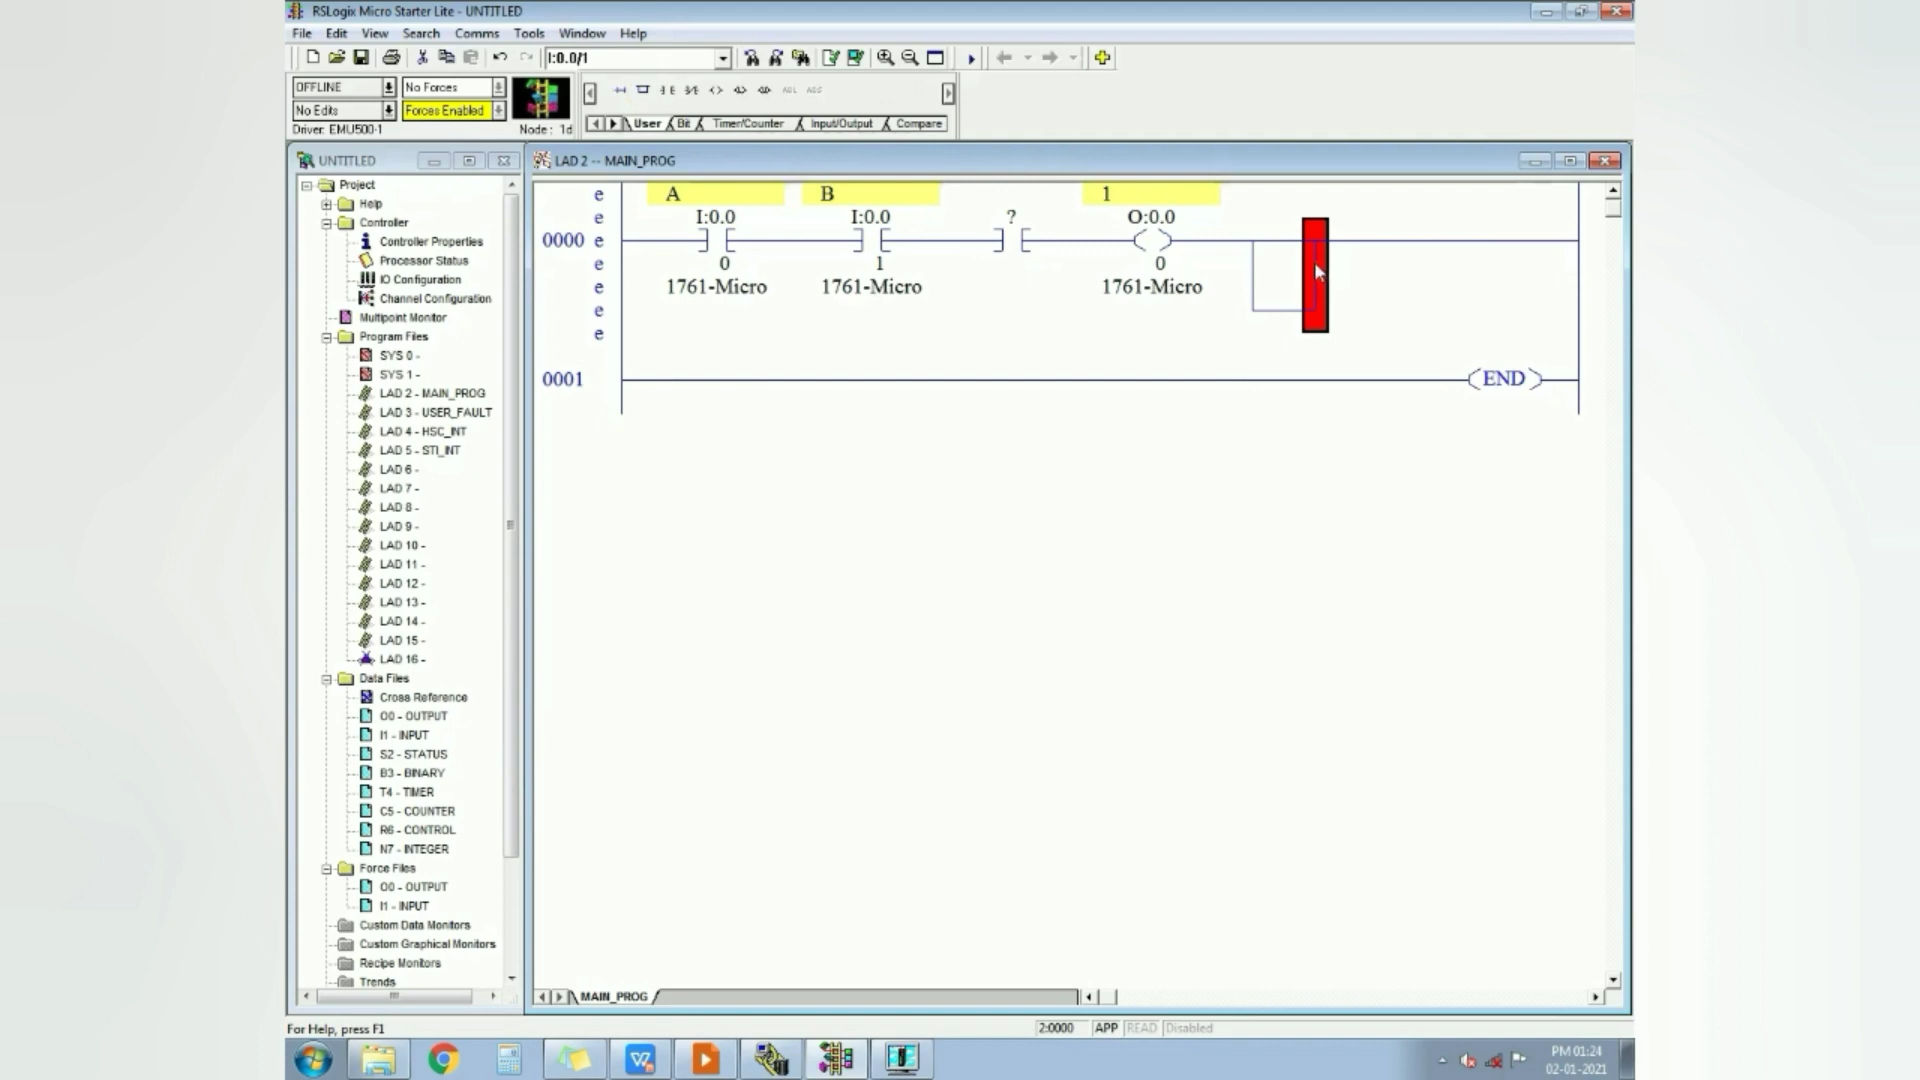 RSLogix Micro Starter Lite - UNTITLED
File Edit View Search Comms Tools Window Help
I:0.0/1
OFFLINE No Forces
No Edits Forces Enabled
Driver: EMU500-1 Node: 1d
ABL ABS
User Bit Timer/Counter Input/Output Compare
UNTITLED
Project
Help
Controller
Controller Properties
Processor Status
IO Configuration
Channel Configuration
Multipoint Monitor
Program Files
SYS 0 -
SYS 1 -
LAD 2 - MAIN_PROG
LAD 3 - USER_FAULT
LAD 4 - HSC_INT
LAD 5 - STI_INT
LAD 6 -
LAD 7 -
LAD 8 -
LAD 9 -
LAD 10 -
LAD 11 -
LAD 12 -
LAD 13 -
LAD 14 -
LAD 15 -
LAD 16 -
Data Files
Cross Reference
O0 - OUTPUT
I1 - INPUT
S2 - STATUS
B3 - BINARY
T4 - TIMER
C5 - COUNTER
R6 - CONTROL
N7 - INTEGER
Force Files
O0 - OUTPUT
I1 - INPUT
Custom Data Monitors
Custom Graphical Monitors
Recipe Monitors
Trends
LAD 2 -- MAIN_PROG
e A B 1
e I:0.0 I:0.0 ? O:0.0
0000 e
e 0 1 0
e 1761-Micro 1761-Micro 1761-Micro
e
e
0001 END
MAIN_PROG
For Help, press F1 2:0000 APP READ Disabled
PM 01:24
02-01-2021